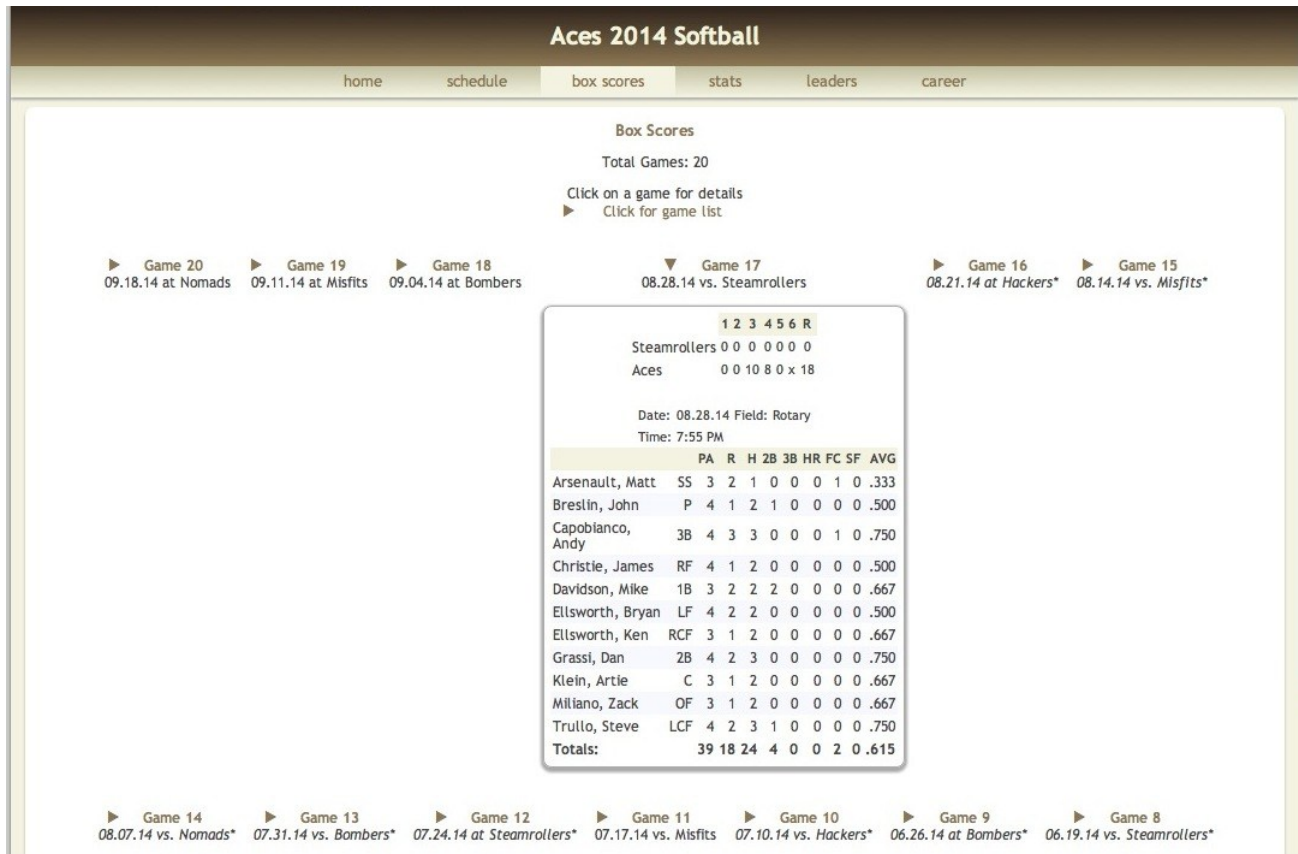 Aces 2014 Softball
home schedule box scores stats leaders career
Box Scores
Total Games: 20
Click on a game for details
▶ Click for game list
▶ Game 20 ▶ Game 19 ▶ Game 18 ▼ Game 17 ▶ Game 16 ▶ Game 15
09.18.14 at Nomads 09.11.14 at Misfits 09.04.14 at Bombers 08.28.14 vs. Steamrollers 08.21.14 at Hackers* 08.14.14 vs. Misfits*
1 2 3 4 5 6 R
Steamrollers 0 0 0 0 0 0 0
Aces 0 0 10 8 0 x 18
Date: 08.28.14 Field: Rotary
Time: 7:55 PM
PA R H 2B 3B HR FC SF AVG
Arsenault, Matt SS 3 2 1 0 0 0 1 0 .333
Breslin, John P 4 1 2 1 0 0 0 0 .500
Capobianco,
Andy 3B 4 3 3 0 0 0 1 0 .750
Christie, James RF 4 1 2 0 0 0 0 0 .500
Davidson, Mike 1B 3 2 2 2 0 0 0 0 .667
Ellsworth, Bryan LF 4 2 2 0 0 0 0 0 .500
Ellsworth, Ken RCF 3 1 2 0 0 0 0 0 .667
Grassi, Dan 2B 4 2 3 0 0 0 0 0 .750
Klein, Artie C 3 1 2 0 0 0 0 0 .667
Miliano, Zack OF 3 1 2 0 0 0 0 0 .667
Trullo, Steve LCF 4 2 3 1 0 0 0 0 .750
Totals: 39 18 24 4 0 0 2 0 .615
▶ Game 14 ▶ Game 13 ▶ Game 12 ▶ Game 11 ▶ Game 10 ▶ Game 9 ▶ Game 8
08.07.14 vs. Nomads* 07.31.14 vs. Bombers* 07.24.14 at Steamrollers* 07.17.14 vs. Misfits 07.10.14 vs. Hackers* 06.26.14 at Bombers* 06.19.14 vs. Steamrollers*